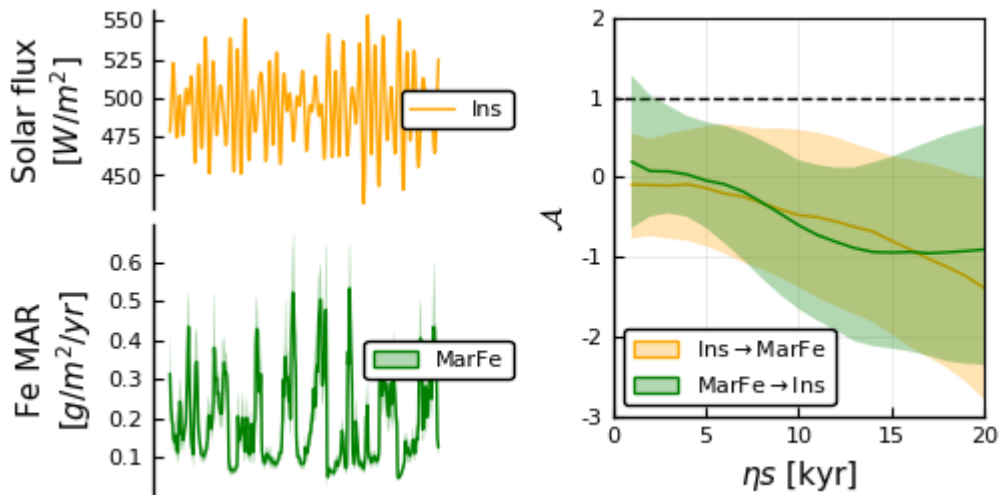 Solar flux
[W/m²]
550
525
500
475
450
Ins
Fe MAR
[g/m²/yr]
0.6
0.5
0.4
0.3
0.2
0.1
MarFe
𝒜
2
1
0
-1
-2
-3
Ins→MarFe
MarFe→Ins
0
5
10
15
20
ηs [kyr]